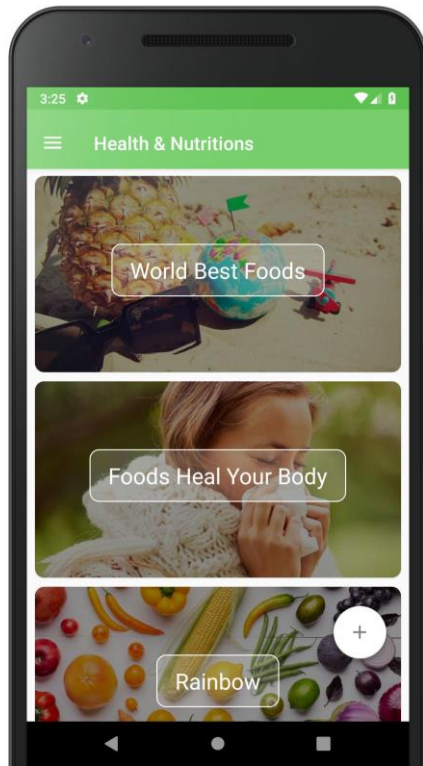 3:25
Health & Nutritions
World Best Foods
Foods Heal Your Body
Rainbow
+